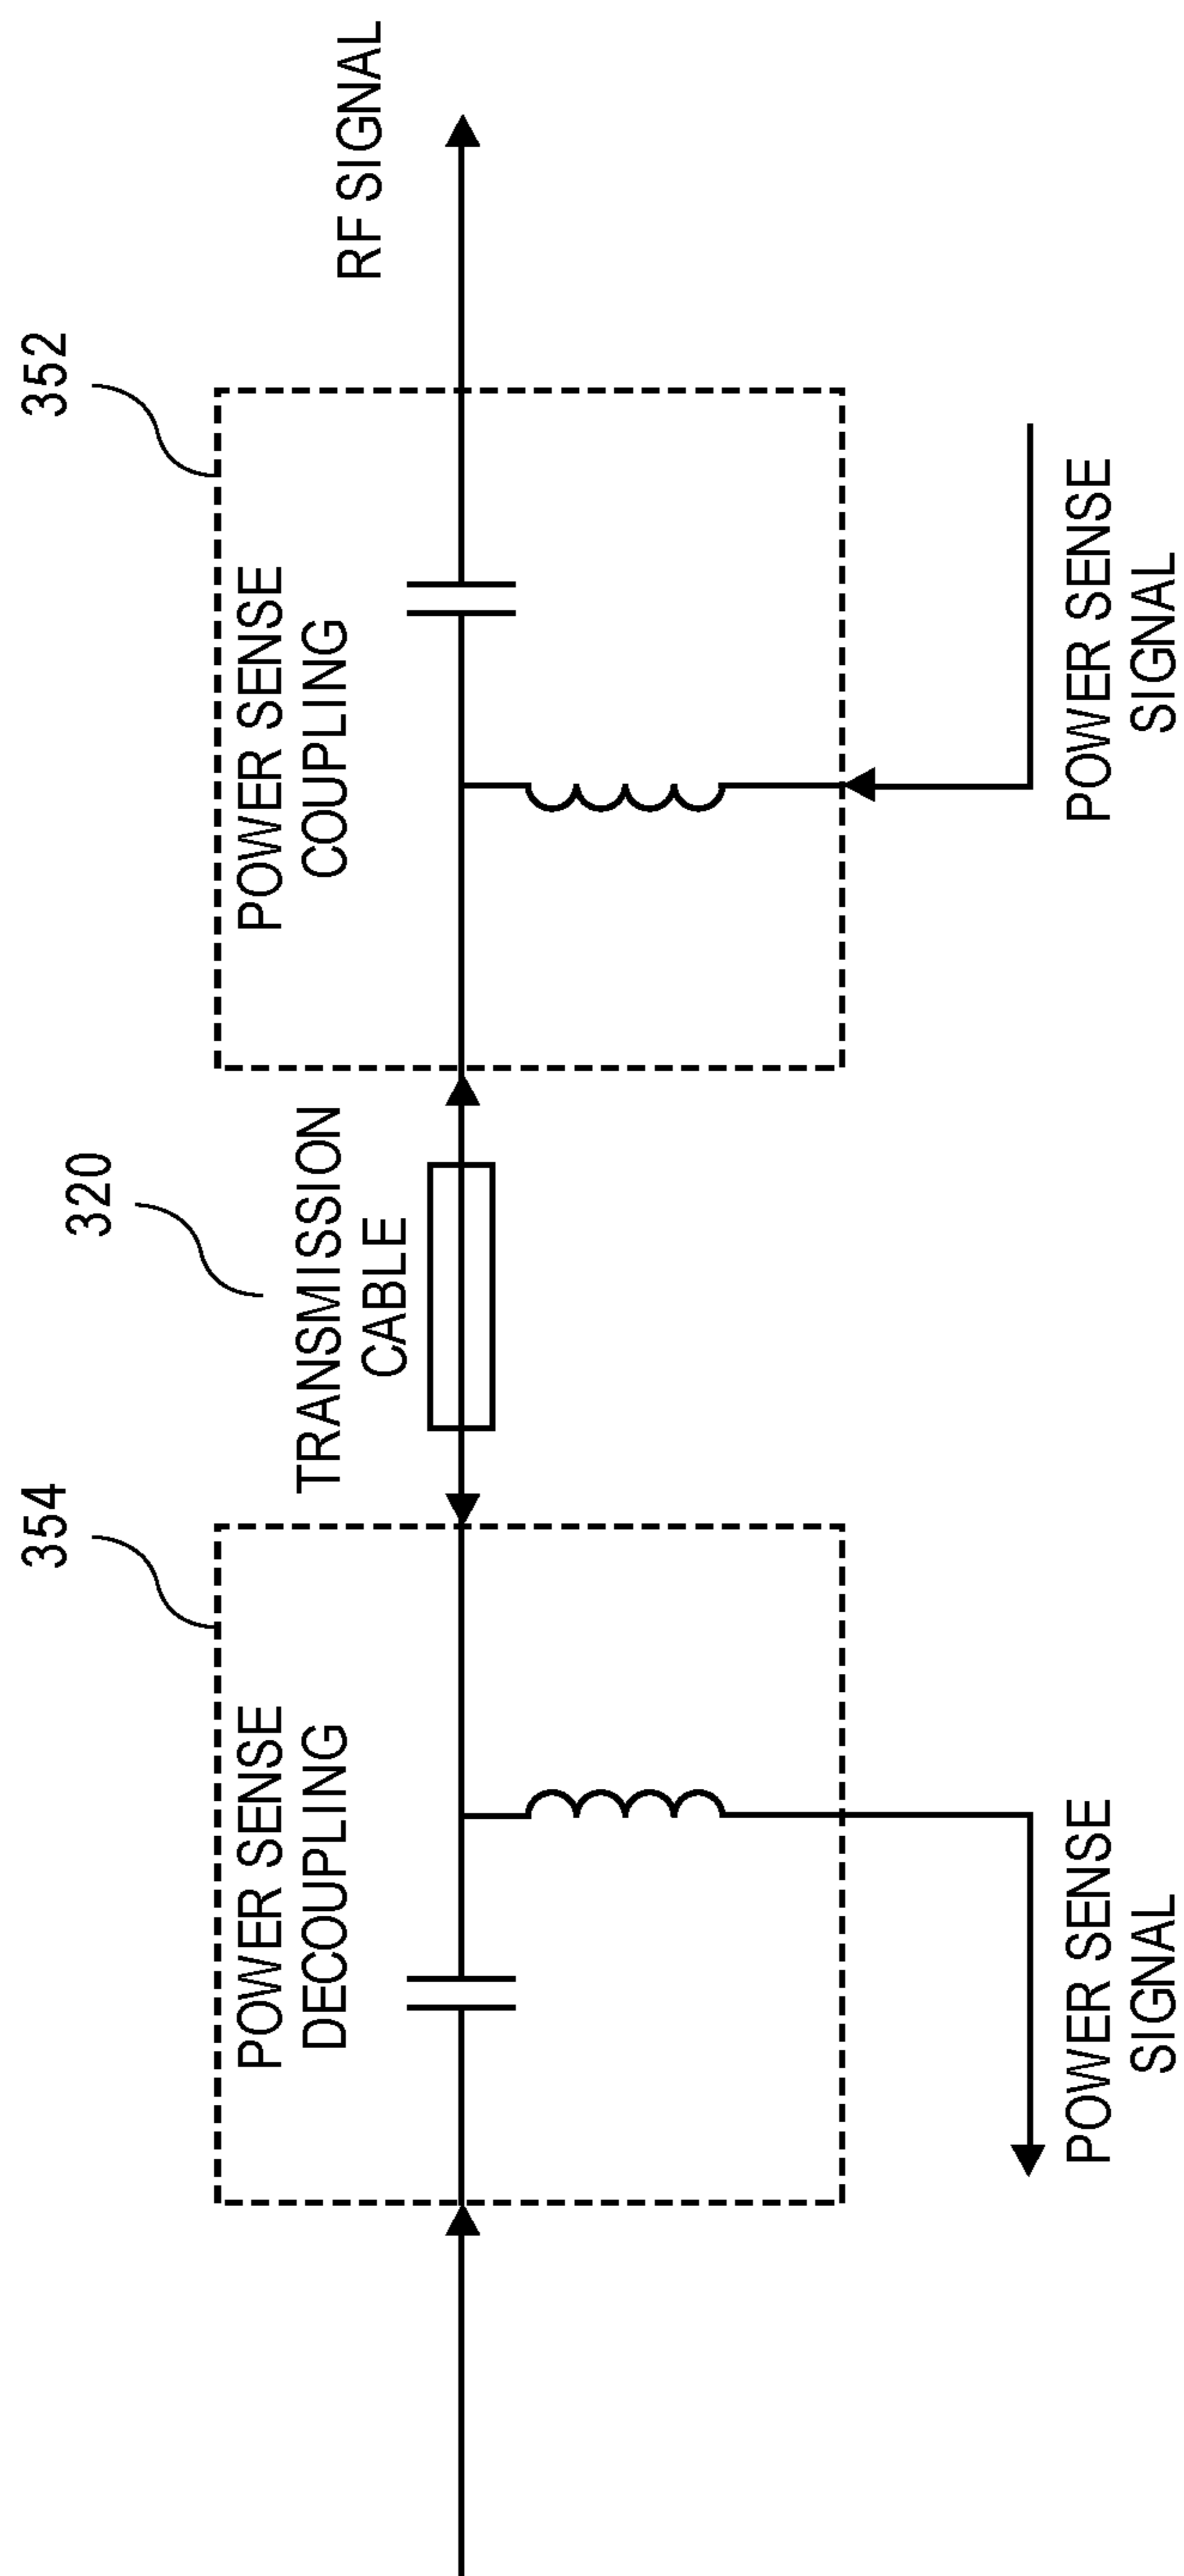 354
POWER SENSE
DECOUPLING
320
TRANSMISSION
CABLE
352
POWER SENSE
COUPLING
RF SIGNAL
POWER SENSE
SIGNAL
POWER SENSE
SIGNAL